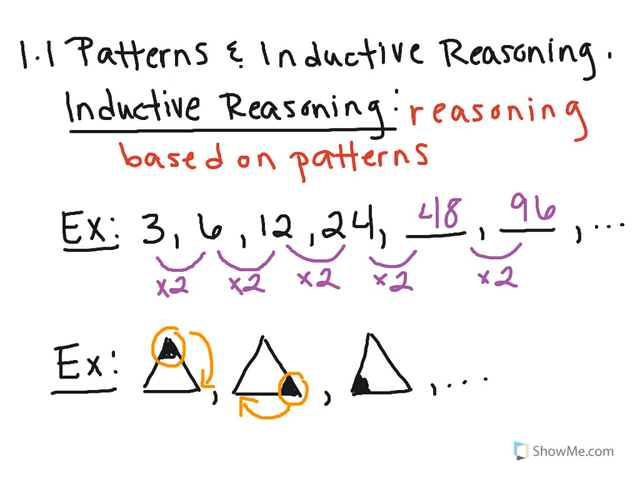 1.1 Patterns & Inductive Reasoning.
Inductive Reasoning: reasoning
based on patterns
Ex: 3, 6, 12, 24, 48, 96, ...
x2 x2 x2 x2 x2
Ex: , , , ...
ShowMe.com